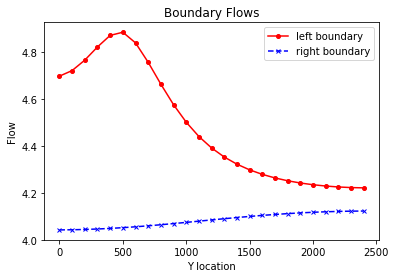 Boundary Flows
left boundary
right boundary
Flow
4.8
4.6
4.4
4.2
4.0
0 500 1000 1500 2000 2500
Y location